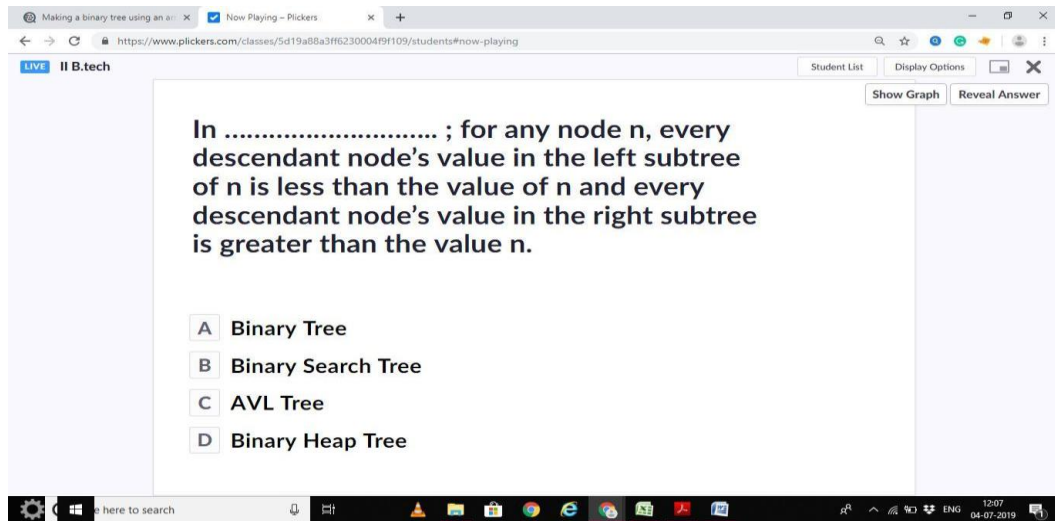 Making a binary tree using an ar
Now Playing – Plickers
https://www.plickers.com/classes/5d19a88a3ff6230004f9f109/students#now-playing
LIVE II B.tech
Student List
Display Options
Show Graph
Reveal Answer
In ............................. ; for any node n, every
descendant node’s value in the left subtree
of n is less than the value of n and every
descendant node’s value in the right subtree
is greater than the value n.
A Binary Tree
B Binary Search Tree
C AVL Tree
D Binary Heap Tree
e here to search
ENG
12:07
04-07-2019